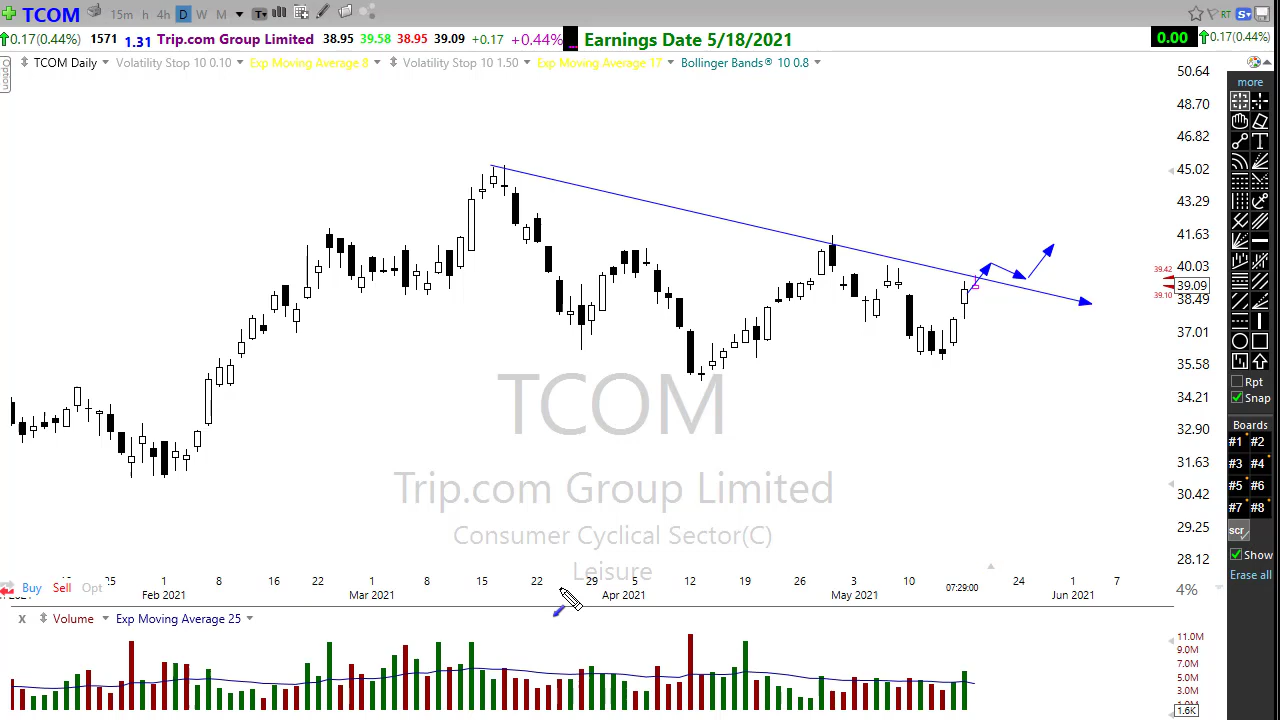 TCOM 15m h 4h D W M T
0.17(0.44%) 1571 1.31 Trip.com Group Limited 38.95 39.58 38.95 39.09 +0.17 +0.44% Earnings Date 5/18/2021 0.00 0.17(0.44%)
RT S
Option
TCOM Daily Volatility Stop 10 0.10 Exp Moving Average 8 Volatility Stop 10 1.50 Exp Moving Average 17 Bollinger Bands® 10 0.8
more
50.64
48.70
46.82
45.02
43.29
41.63
40.03
39.42
39.09
39.10
38.49
37.01
35.58
34.21
32.90
31.63
30.42
29.25
28.12
TCOM
Trip.com Group Limited
Consumer Cyclical Sector(C)
Leisure
T
Rpt
Snap
Boards
#1 #2
#3 #4
#5 #6
#7 #8
scr
Show
Erase all
Buy Sell Opt
1 8 16 22 1 8 15 22 29 5 12 19 26 3 10 07:29:00 24 1 7
Feb 2021 Mar 2021 Apr 2021 May 2021 Jun 2021
4%
X Volume Exp Moving Average 25
11.0M
9.0M
7.0M
5.0M
3.0M
1.6K